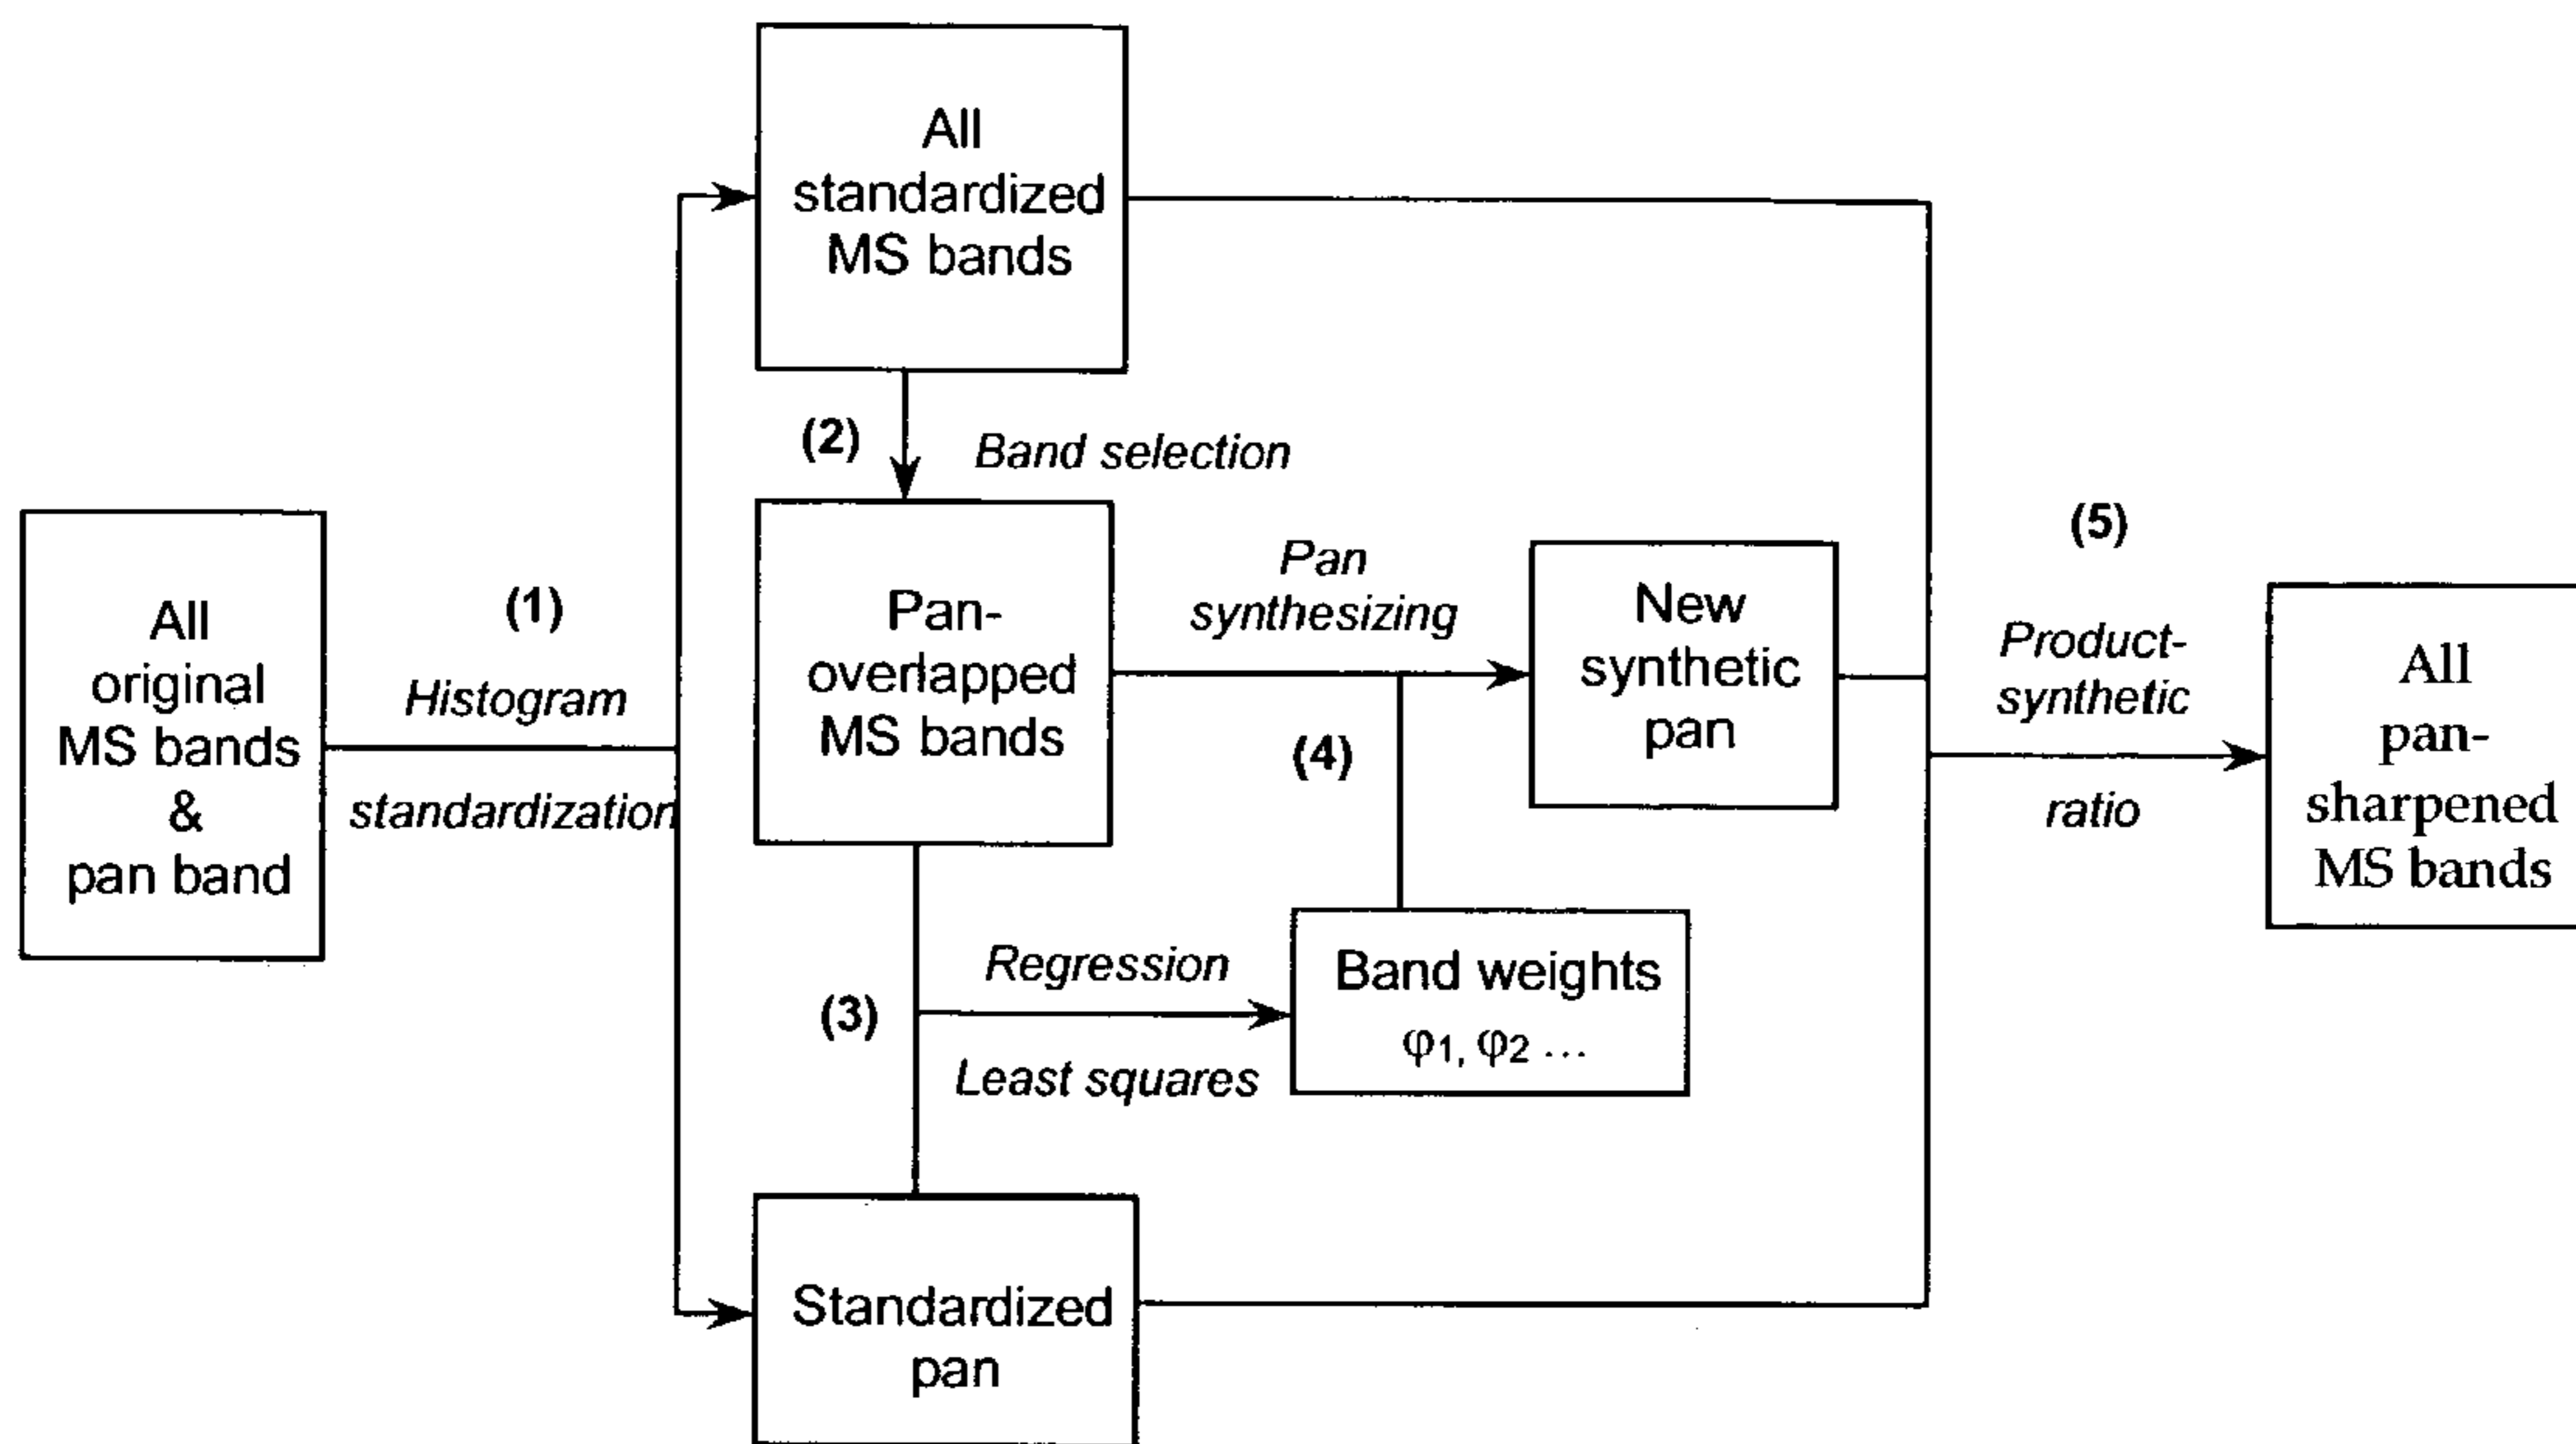 All
original
MS bands
&
pan band
(1)
Histogram
standardization
All
standardized
MS bands
(2)
Band selection
Pan-
overlapped
MS bands
Pan
synthesizing
New
synthetic
pan
(3)
Regression
Least squares
(4)
Band weights
φ1, φ2 ...
Standardized
pan
(5)
Product-
synthetic
ratio
All
pan-
sharpened
MS bands